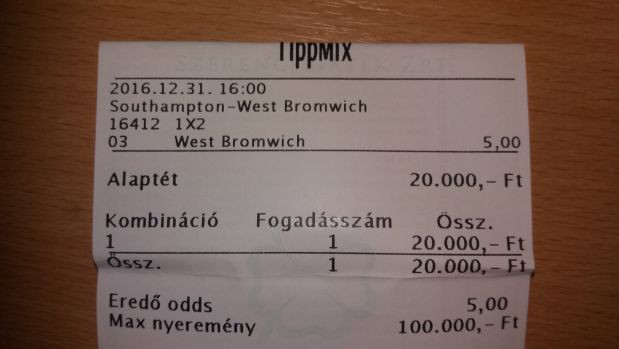 Tippmix
SZERENCSEJÁTÉK ZRT.
2016.12.31. 16:00
Southampton-West Bromwich
16412 1X2
03 West Bromwich 5,00
Alaptét 20.000,- Ft
Kombináció Fogadásszám Össz.
1 1 20.000,- Ft
Össz. 1 20.000,- Ft
Eredő odds 5,00
Max nyeremény 100.000,- Ft